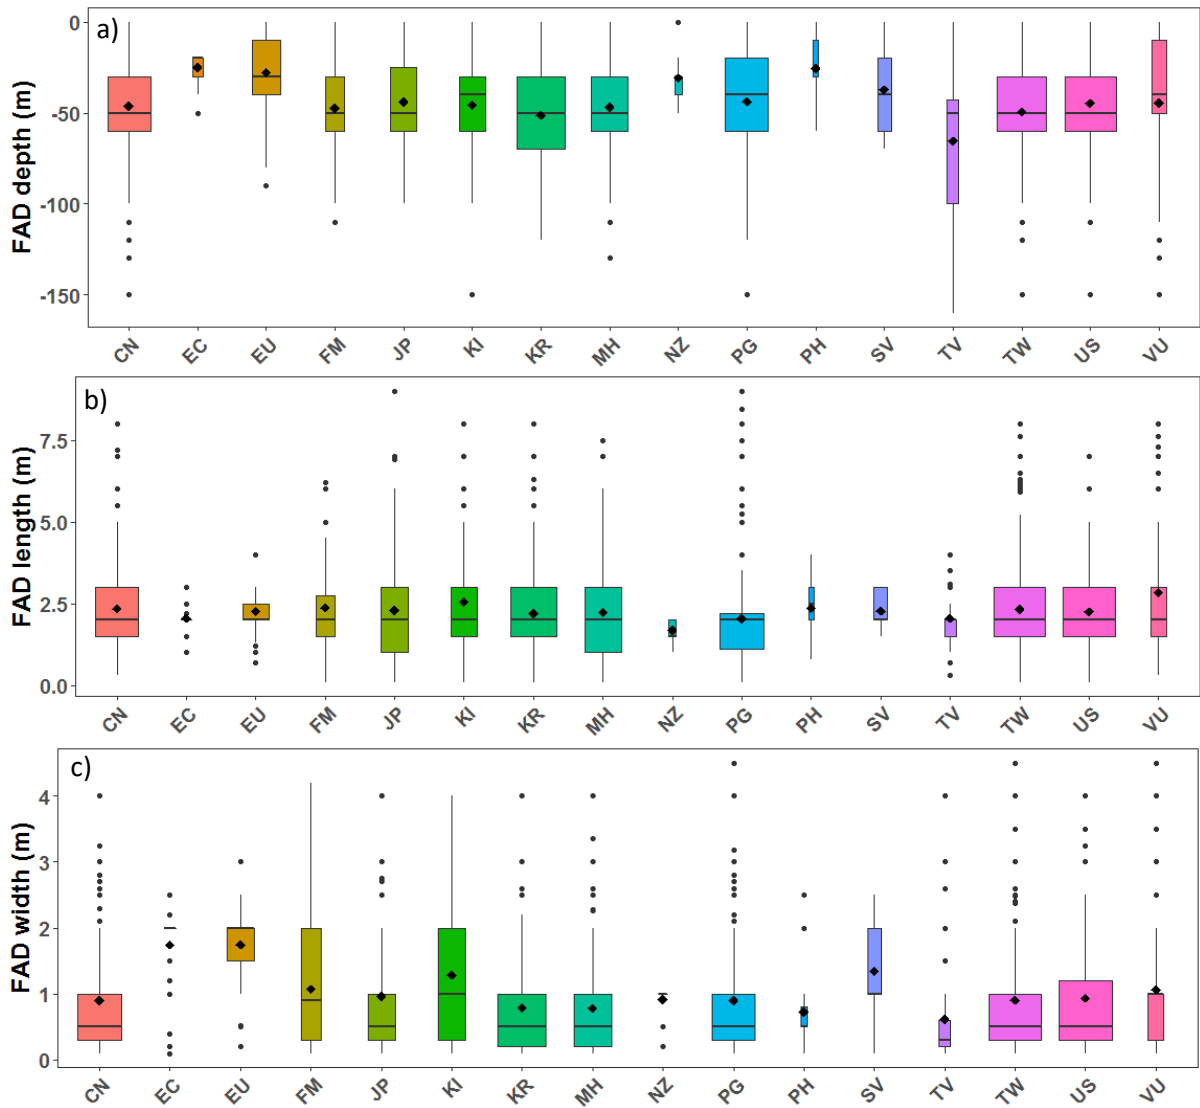 a)
FAD depth (m)
0
-50
-100
-150
CN EC EU FM JP KI KR MH NZ PG PH SV TV TW US VU
b)
FAD length (m)
7.5
5.0
2.5
0.0
CN EC EU FM JP KI KR MH NZ PG PH SV TV TW US VU
c)
FAD width (m)
4
3
2
1
0
CN EC EU FM JP KI KR MH NZ PG PH SV TV TW US VU